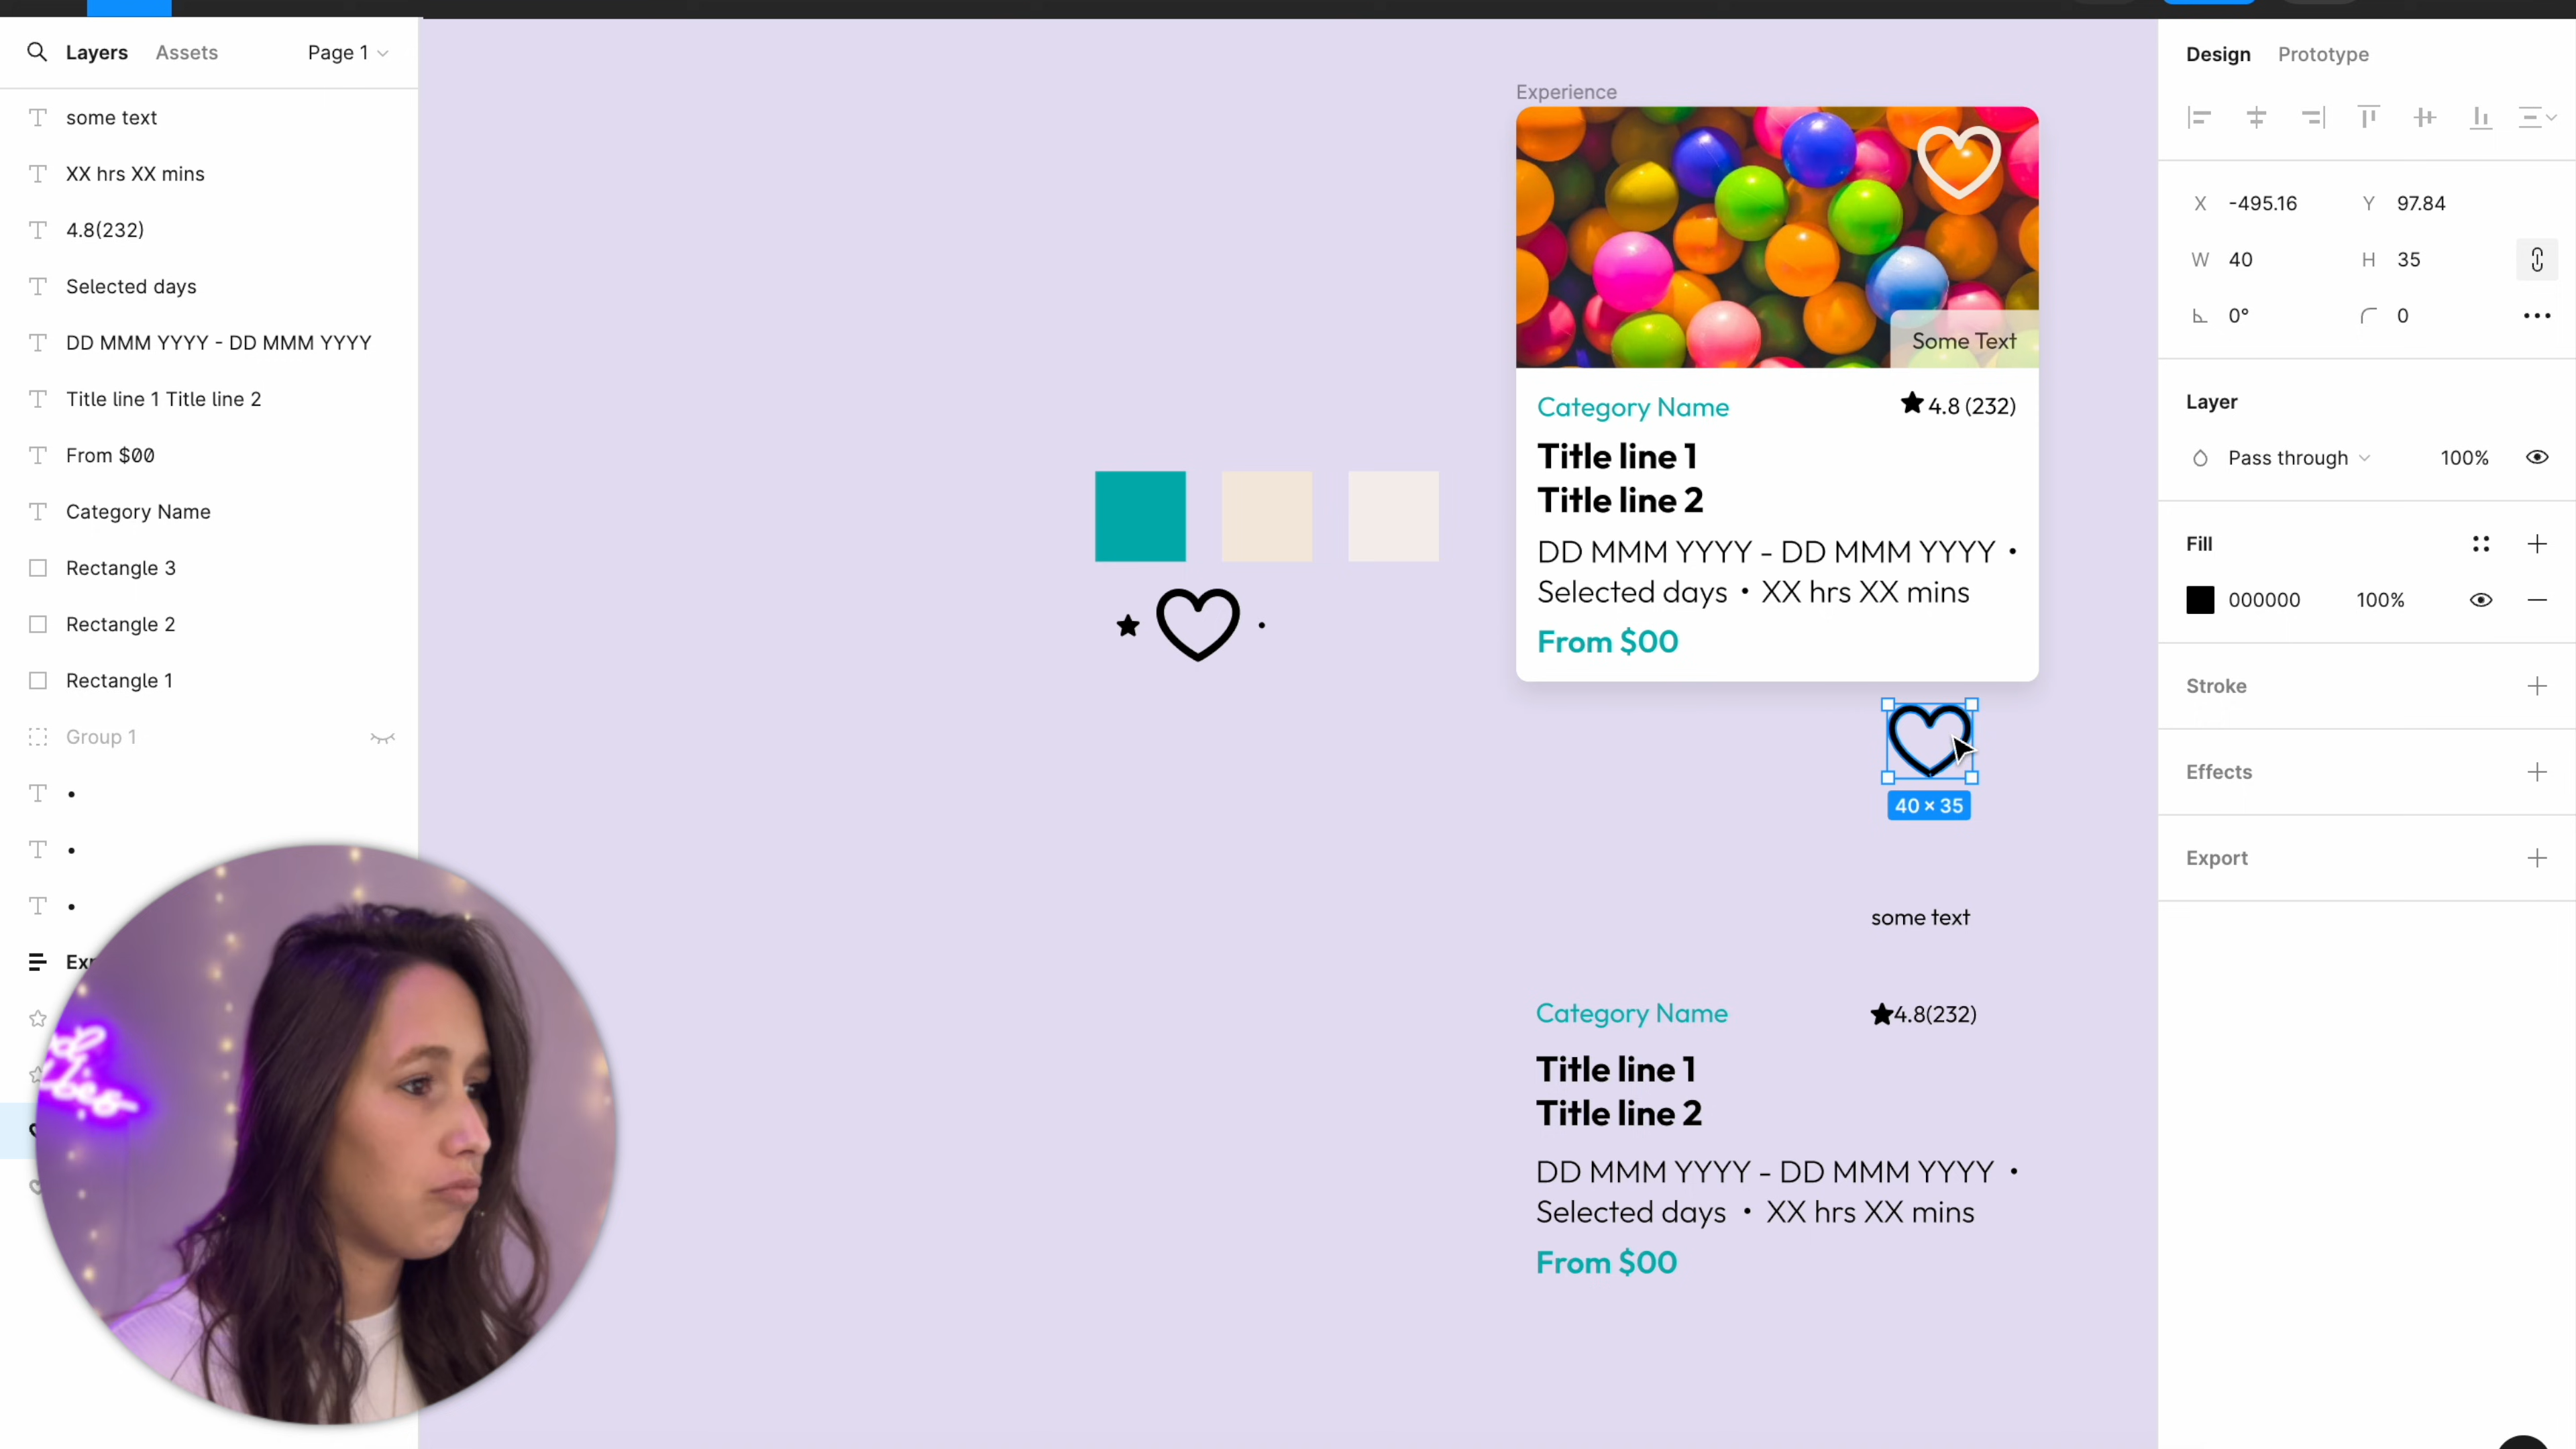 Layers Assets Page 1
some text
XX hrs XX mins
4.8(232)
Selected days
DD MMM YYYY - DD MMM YYYY
Title line 1 Title line 2
From $00
Category Name
Rectangle 3
Rectangle 2
Rectangle 1
Group 1
•
•
•
Experience
Some Text
Category Name
4.8 (232)
Title line 1
Title line 2
DD MMM YYYY - DD MMM YYYY •
Selected days • XX hrs XX mins
From $00
40 × 35
some text
Category Name
4.8(232)
Title line 1
Title line 2
DD MMM YYYY - DD MMM YYYY •
Selected days • XX hrs XX mins
From $00
Design Prototype
X -495.16 Y 97.84
W 40 H 35
0° 0
Layer
Pass through 100%
Fill
000000 100%
Stroke
Effects
Export